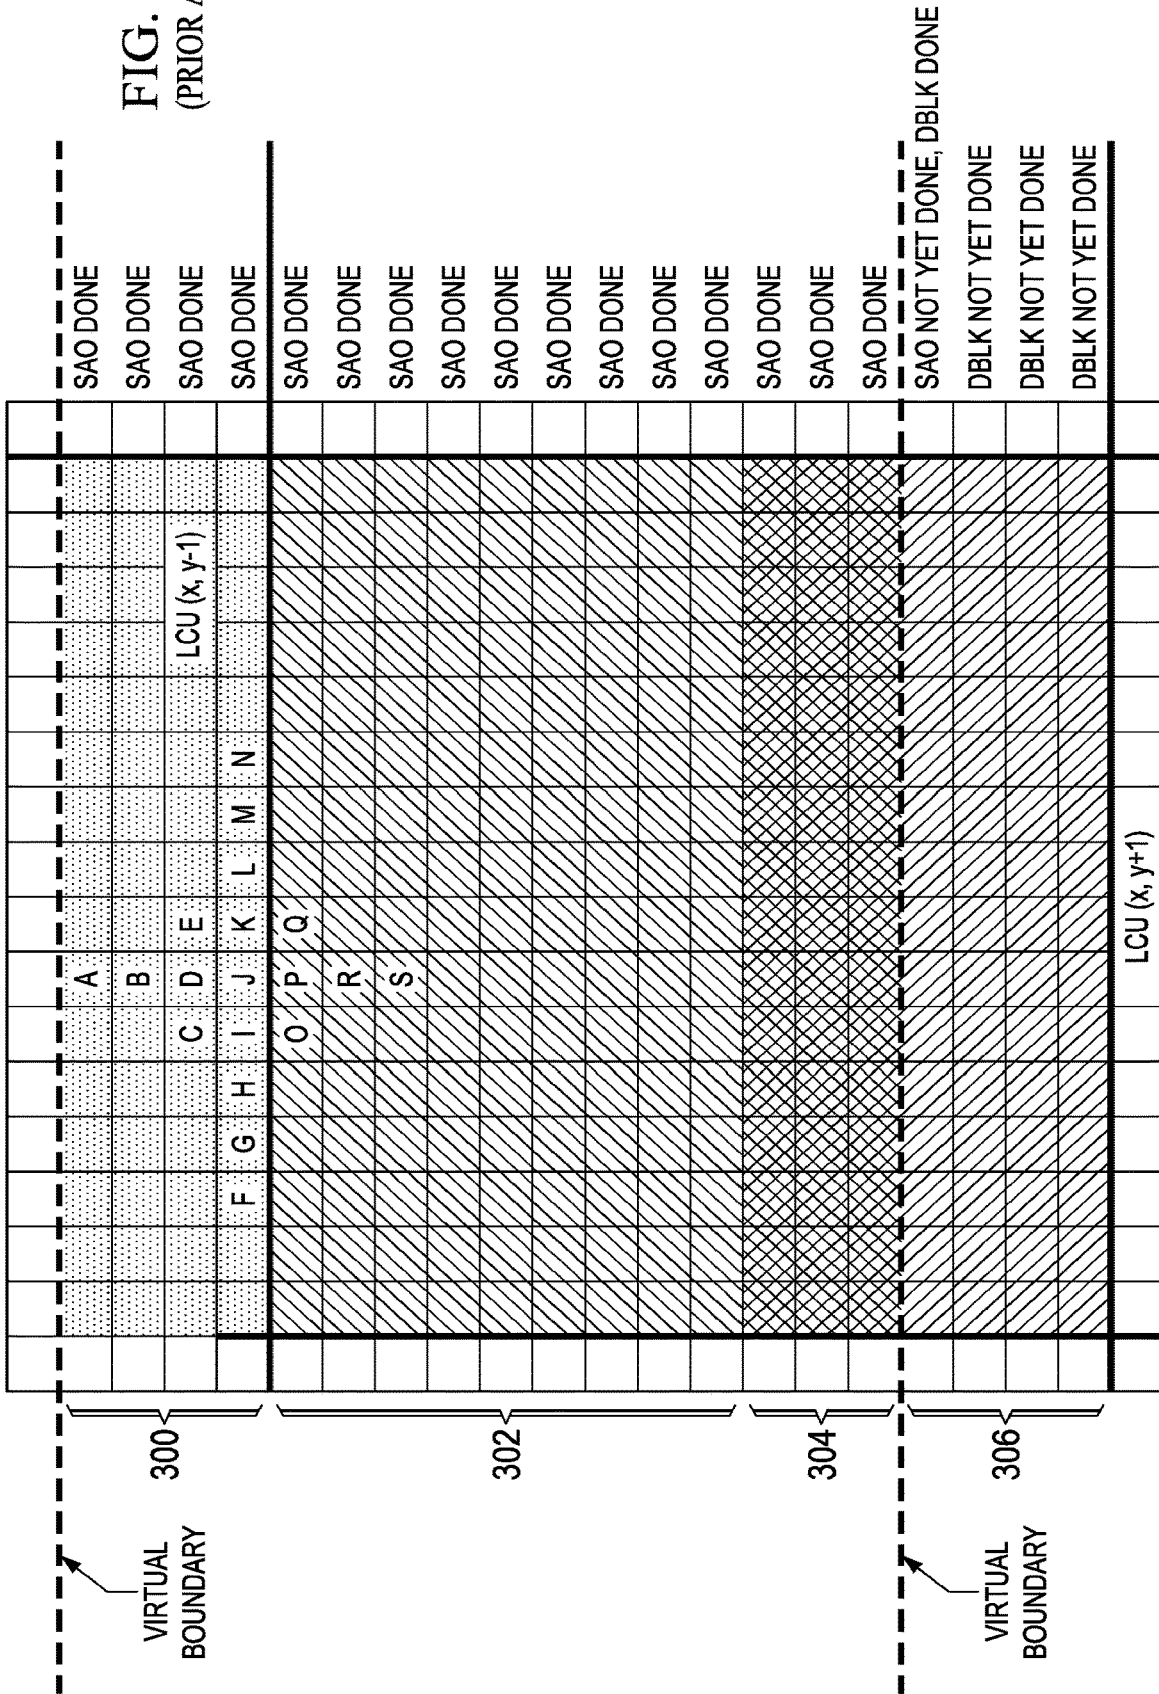 FIG.
(PRIOR A
VIRTUAL
BOUNDARY
300
A
B
C D E
LCU (x, y-1)
F G H I J K L M N
SAO DONE
SAO DONE
SAO DONE
SAO DONE
302
O P Q
R
S
SAO DONE
SAO DONE
SAO DONE
SAO DONE
SAO DONE
SAO DONE
SAO DONE
SAO DONE
SAO DONE
304
SAO DONE
SAO DONE
SAO DONE
VIRTUAL
BOUNDARY
306
SAO NOT YET DONE, DBLK DONE
DBLK NOT YET DONE
DBLK NOT YET DONE
DBLK NOT YET DONE
LCU (x, y+1)